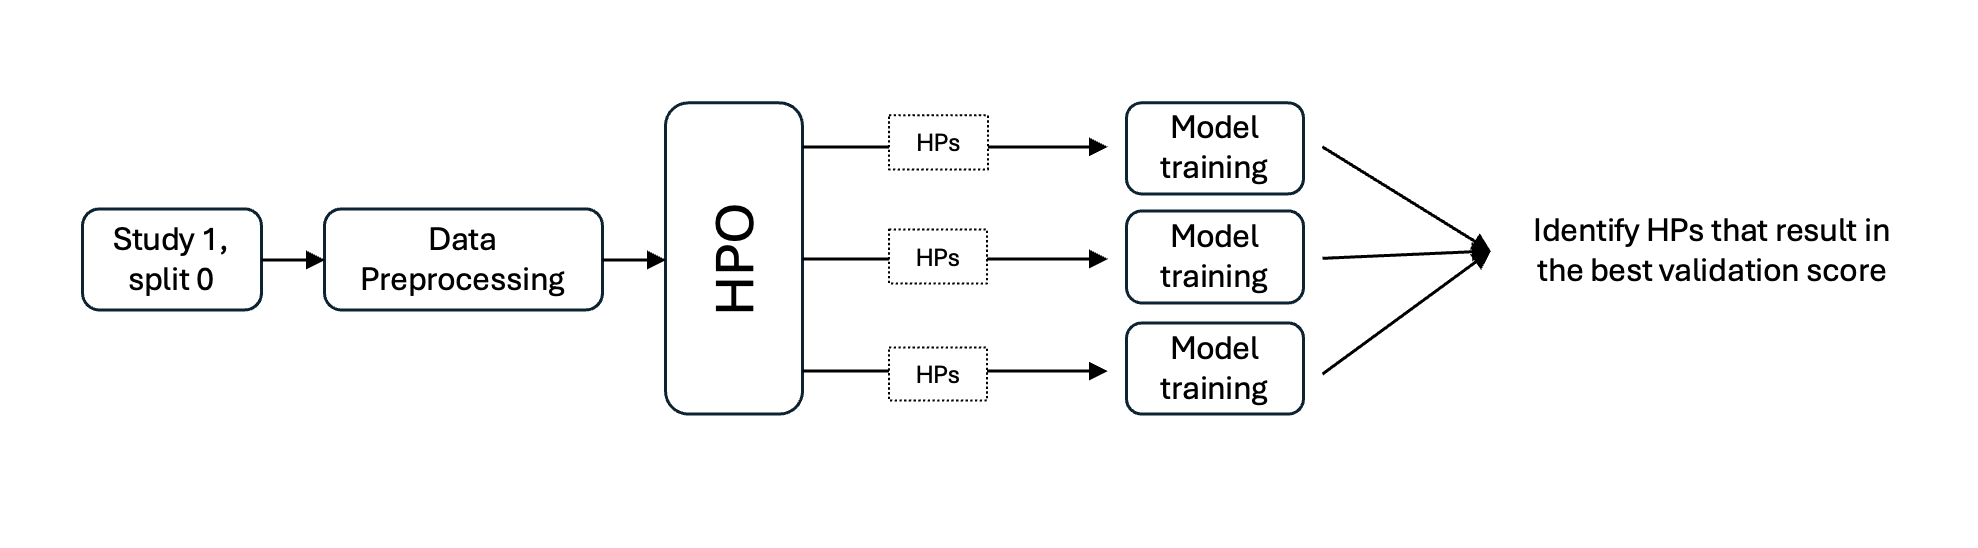 Study 1,
split 0
Data
Preprocessing
HPO
HPs
HPs
HPs
Model
training
Model
training
Model
training
Identify HPs that result in
the best validation score